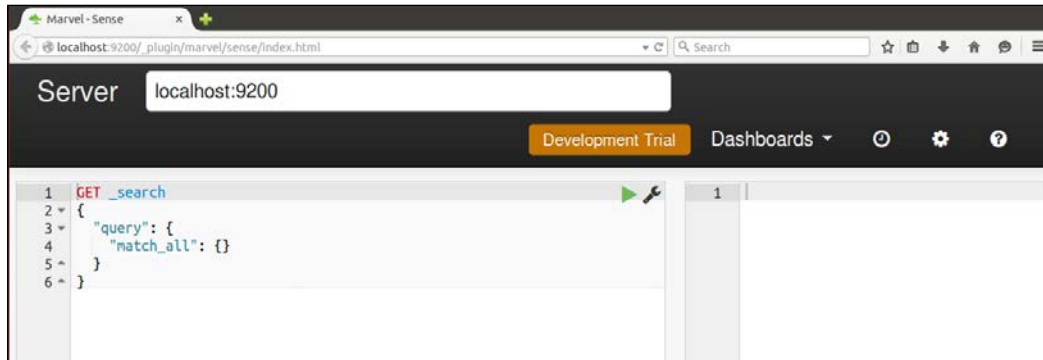 Marvel - Sense
localhost:9200/_plugin/marvel/sense/index.html
Search
Server
localhost:9200
Development Trial
Dashboards
1 GET _search
2 {
3 "query": {
4 "match_all": {}
5 }
6 }
1